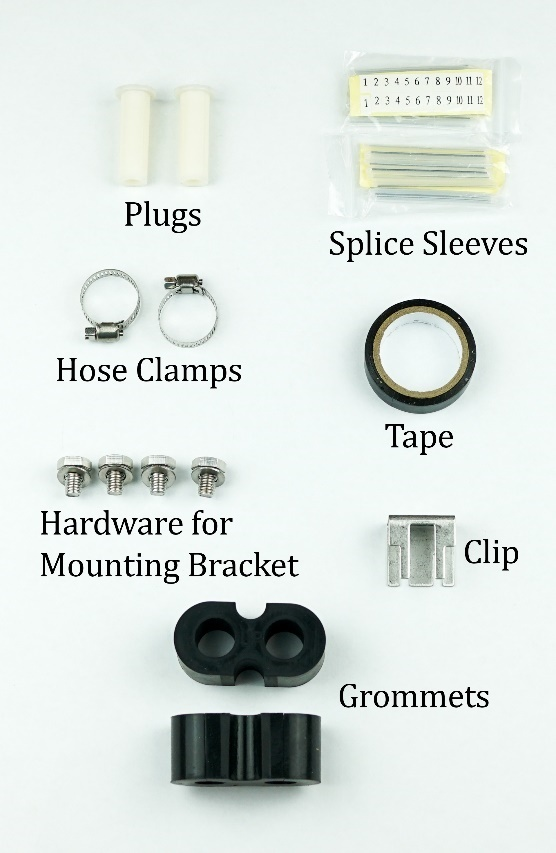 1 2 3 4 5 6 7 8 9 10 11 12
1 2 3 4 5 6 7 8 9 10 11 12
Plugs
Splice Sleeves
Hose Clamps
Tape
Hardware for
Mounting Bracket
Clip
Grommets